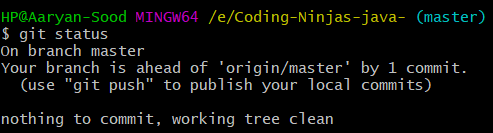 HP@Aaryan-Sood MINGW64 /e/Coding-Ninjas-java- (master)
$ git status
On branch master
Your branch is ahead of 'origin/master' by 1 commit.
  (use "git push" to publish your local commits)

nothing to commit, working tree clean